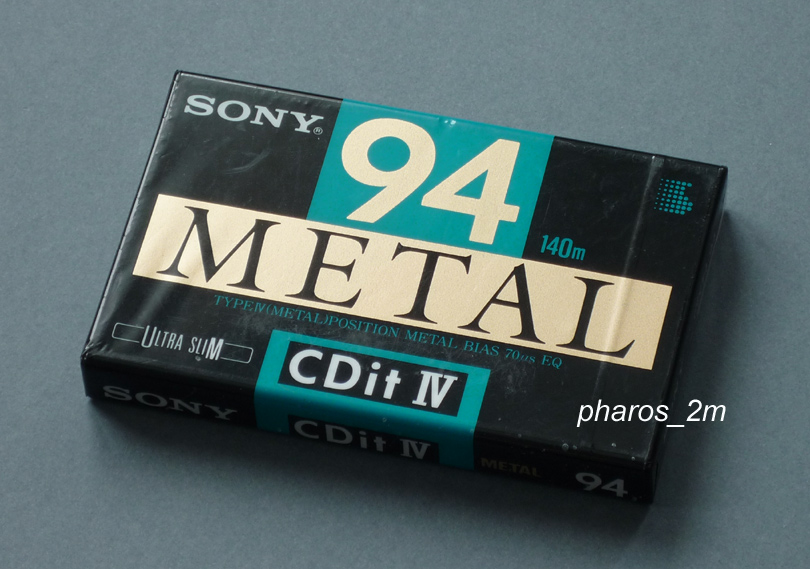 SONY®
94
140m
METAL
TYPE IV (METAL) POSITION METAL BIAS 70μs EQ
ULTRA SLIM
CDit IV
pharos_2m
SONY
CDit IV
METAL
94